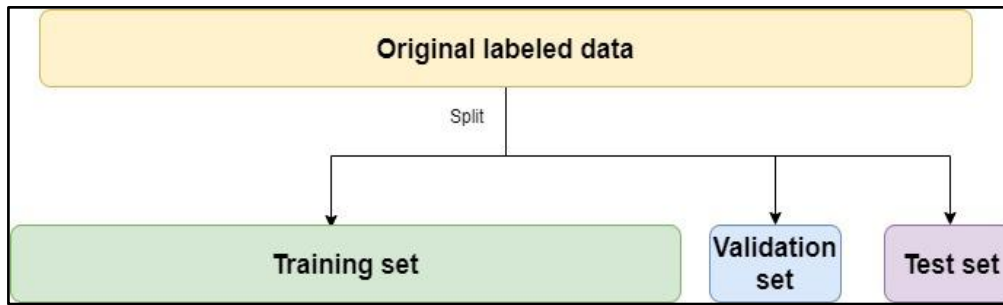 Original labeled data
Split
Training set
Validation
set
Test set